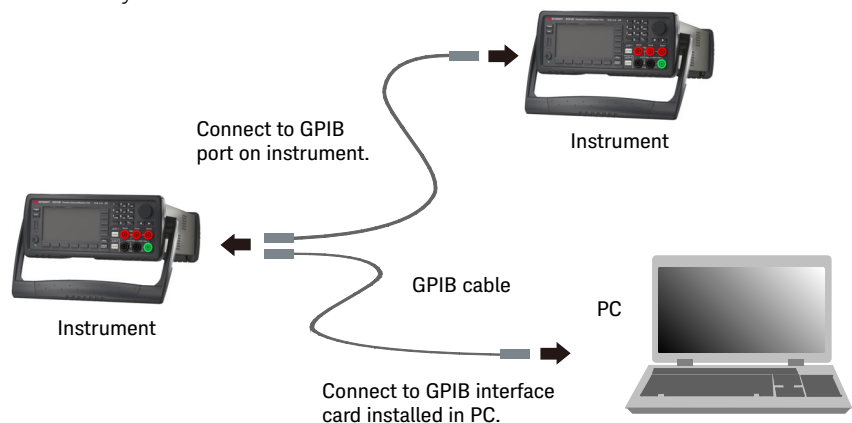 Connect to GPIB
port on instrument.
Instrument
Instrument
GPIB cable
PC
Connect to GPIB interface
card installed in PC.